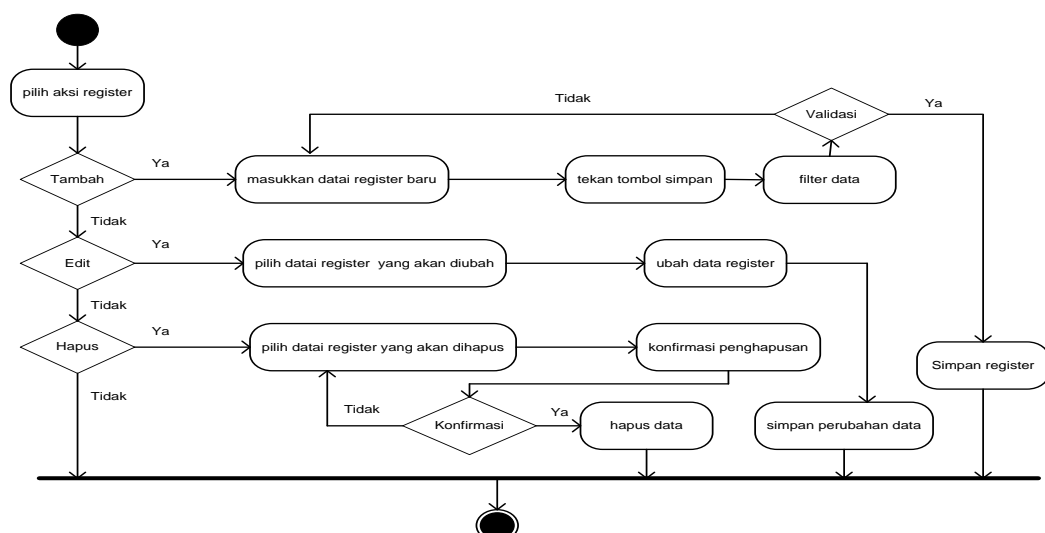 pilih aksi register
Tidak
Validasi
Ya
Tambah
Ya
masukkan datai register baru
tekan tombol simpan
filter data
Tidak
Edit
Ya
pilih datai register yang akan diubah
ubah data register
Tidak
Hapus
Ya
pilih datai register yang akan dihapus
konfirmasi penghapusan
Simpan register
Tidak
Tidak
Konfirmasi
Ya
hapus data
simpan perubahan data